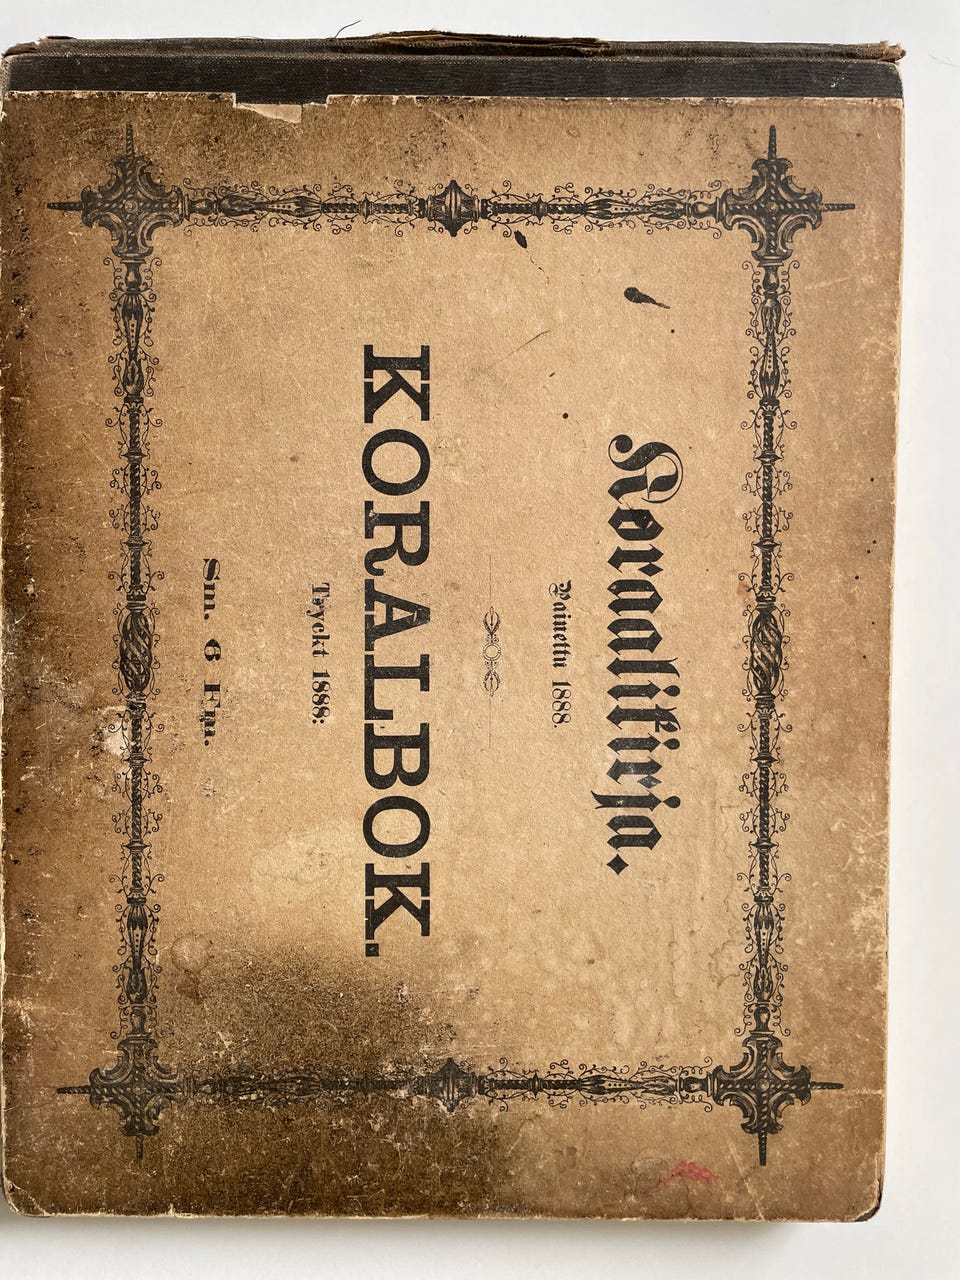 Koraalikirja.
Painettu 1888.
KORALBOK.
Tryckt 1888:
Sm. 6 Fm.